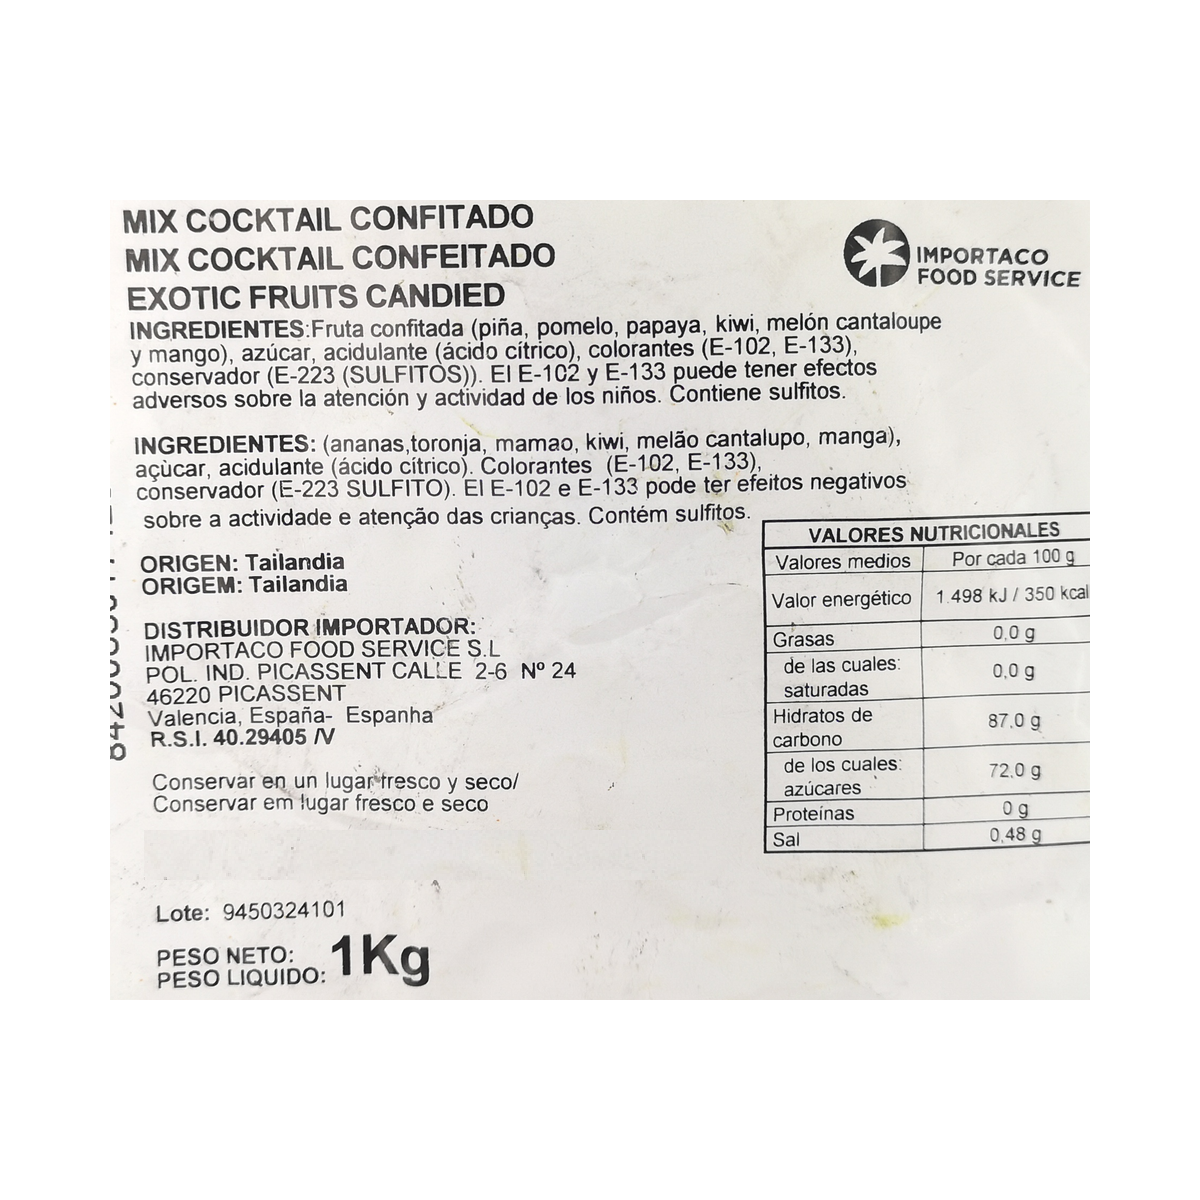 MIX COCKTAIL CONFITADO
MIX COCKTAIL CONFEITADO
EXOTIC FRUITS CANDIED
IMPORTACO
FOOD SERVICE
INGREDIENTES:Fruta confitada (piña, pomelo, papaya, kiwi, melón cantaloupe
y mango), azúcar, acidulante (ácido cítrico), colorantes (E-102, E-133),
conservador (E-223 (SULFITOS)). El E-102 y E-133 puede tener efectos
adversos sobre la atención y actividad de los niños. Contiene sulfitos.
INGREDIENTES: (ananas,toronja, mamao, kiwi, melão cantalupo, manga),
açùcar, acidulante (ácido cítrico). Colorantes (E-102, E-133),
conservador (E-223 SULFITO). El E-102 e E-133 pode ter efeitos negativos
sobre a actividade e atenção das crianças. Contém sulfitos.
ORIGEN: Tailandia
ORIGEM: Tailandia
DISTRIBUIDOR IMPORTADOR:
IMPORTACO FOOD SERVICE S.L
POL. IND. PICASSENT CALLE 2-6 Nº 24
46220 PICASSENT
Valencia, España- Espanha
R.S.I. 40.29405 /V
Conservar en un lugar fresco y seco/
Conservar em lugar fresco e seco
Lote: 9450324101
PESO NETO:
PESO LIQUIDO: 1Kg
VALORES NUTRICIONALES
Valores medios Por cada 100 g
Valor energético 1.498 kJ / 350 kcal
Grasas 0,0 g
de las cuales:
saturadas 0,0 g
Hidratos de
carbono 87,0 g
de los cuales:
azúcares 72,0 g
Proteínas 0 g
Sal 0,48 g